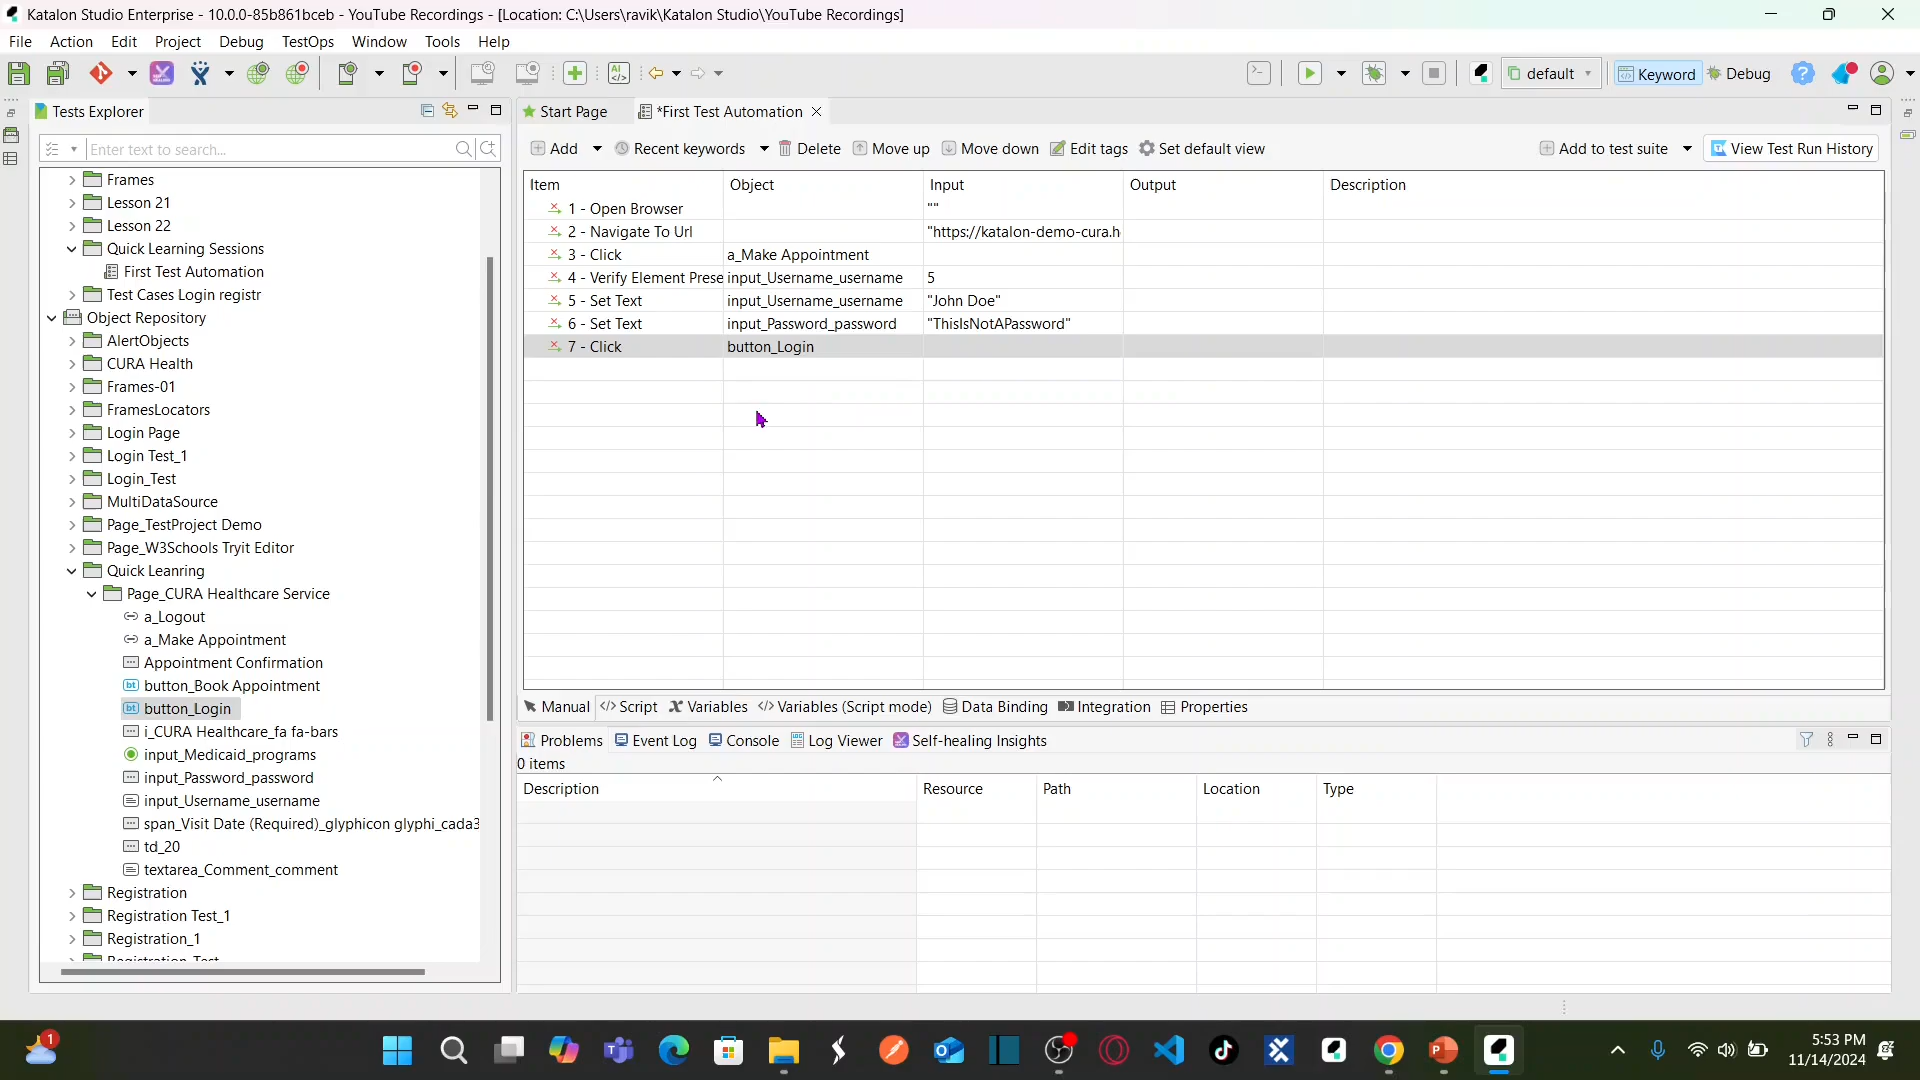 Katalon Studio Enterprise - 10.0.0-85b861bceb - YouTube Recordings - [Location: C:\Users\ravik\Katalon Studio\YouTube Recordings]
File Action Edit Project Debug TestOps Window Tools Help
default Keyword Debug
Tests Explorer
Enter text to search...
Frames
Lesson 21
Lesson 22
Quick Learning Sessions
First Test Automation
Test Cases Login registr
Object Repository
AlertObjects
CURA Health
Frames-01
FramesLocators
Login Page
Login Test_1
Login_Test
MultiDataSource
Page_TestProject Demo
Page_W3Schools Tryit Editor
Quick Leanring
Page_CURA Healthcare Service
a_Logout
a_Make Appointment
Appointment Confirmation
button_Book Appointment
button_Login
i_CURA Healthcare_fa fa-bars
input_Medicaid_programs
input_Password_password
input_Username_username
span_Visit Date (Required)_glyphicon glyphi_cada3
td_20
textarea_Comment_comment
Registration
Registration Test_1
Registration_1
Registration Test
Start Page *First Test Automation
Add Recent keywords Delete Move up Move down Edit tags Set default view Add to test suite View Test Run History
Item Object Input Output Description
1 - Open Browser ""
2 - Navigate To Url "https://katalon-demo-cura.h
3 - Click a_Make Appointment
4 - Verify Element Prese input_Username_username 5
5 - Set Text input_Username_username "John Doe"
6 - Set Text input_Password_password "ThisIsNotAPassword"
7 - Click button_Login
Manual Script Variables Variables (Script mode) Data Binding Integration Properties
Problems Event Log Console Log Viewer Self-healing Insights
0 items
Description Resource Path Location Type
1
5:53 PM
11/14/2024